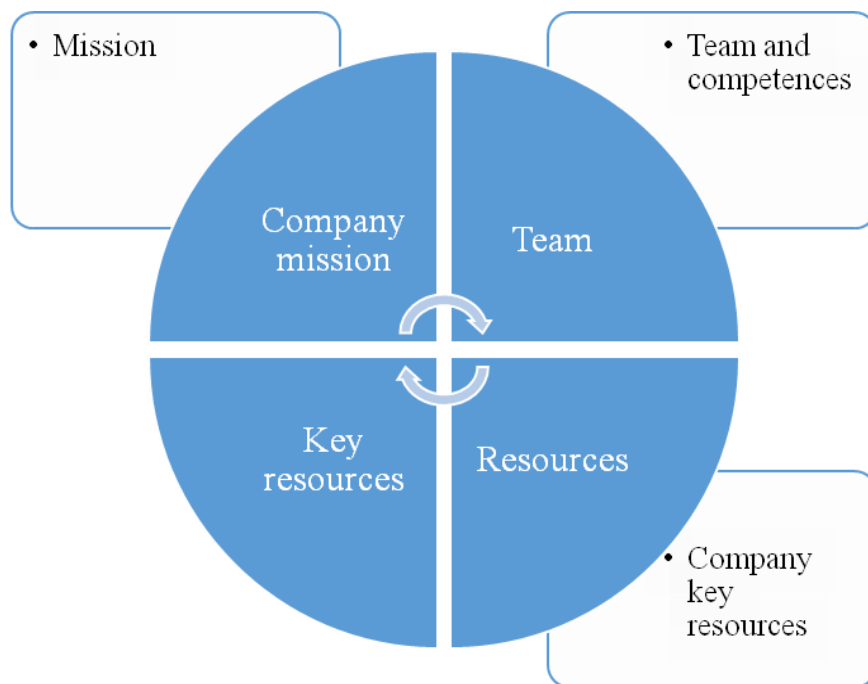 • Mission
• Team and
competences
Company
mission
Team
Key
resources
Resources
• Company
key
resources